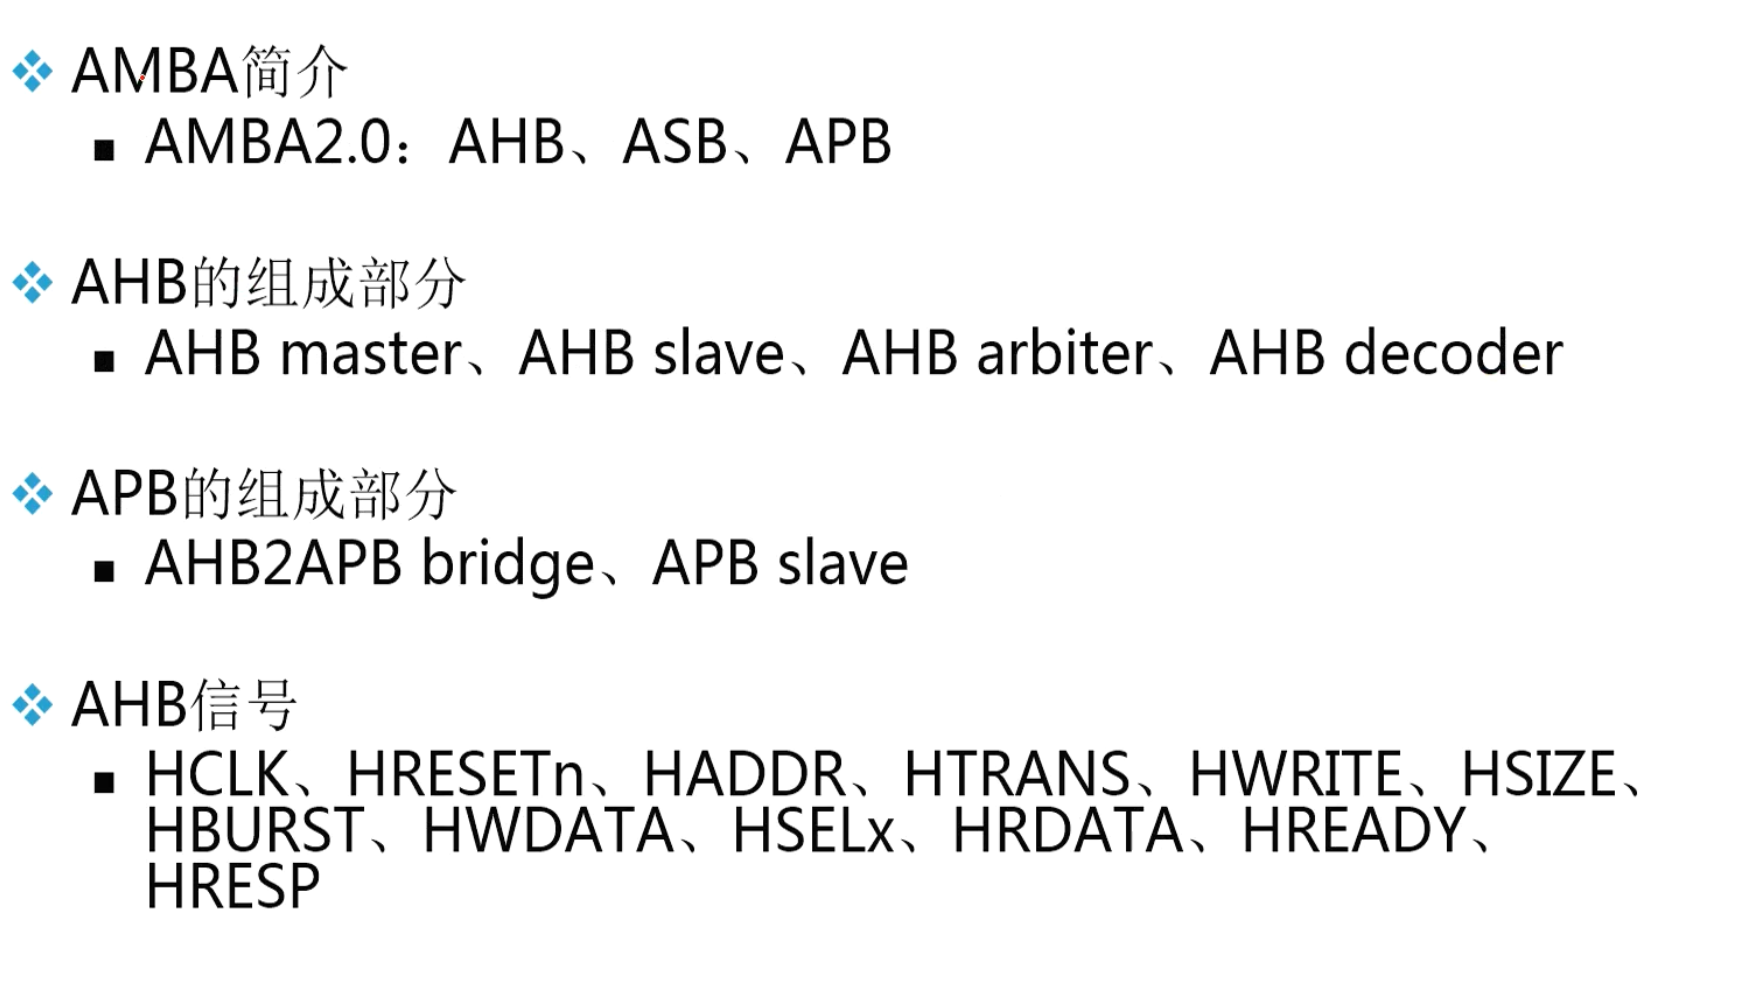 AMBA简介
AMBA2.0：AHB、ASB、APB
AHB的组成部分
AHB master、AHB slave、AHB arbiter、AHB decoder
APB的组成部分
AHB2APB bridge、APB slave
AHB信号
HCLK、HRESETn、HADDR、HTRANS、HWRITE、HSIZE、
HBURST、HWDATA、HSELx、HRDATA、HREADY、
HRESP